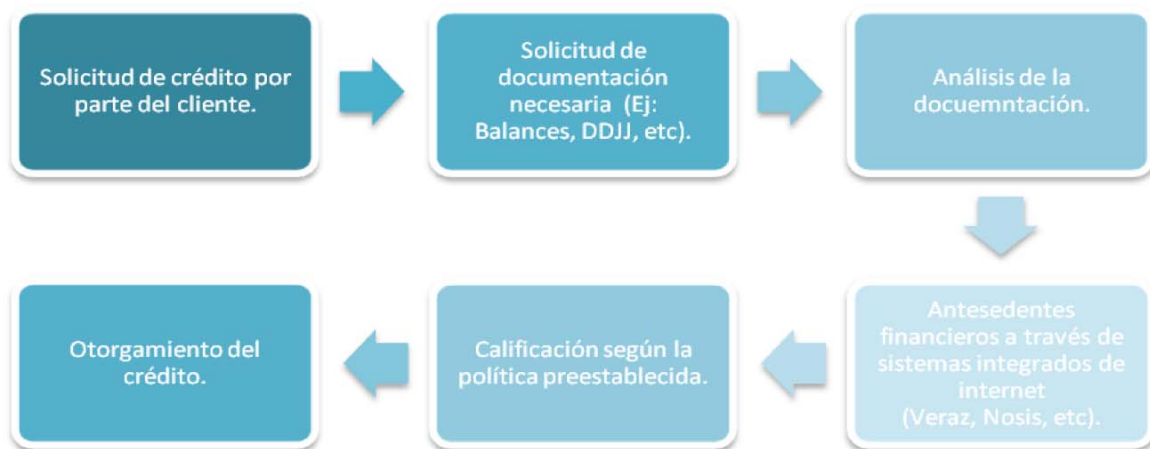 Solicitud de crédito por
parte del cliente.
Solicitud de
documentación
necesaria (Ej:
Balances, DDJJ, etc).
Análisis de la
docuemntación.
Antesedentes
financieros a través de
sistemas integrados de
internet
(Veraz, Nosis, etc).
Calificación según la
política preestablecida.
Otorgamiento del
crédito.